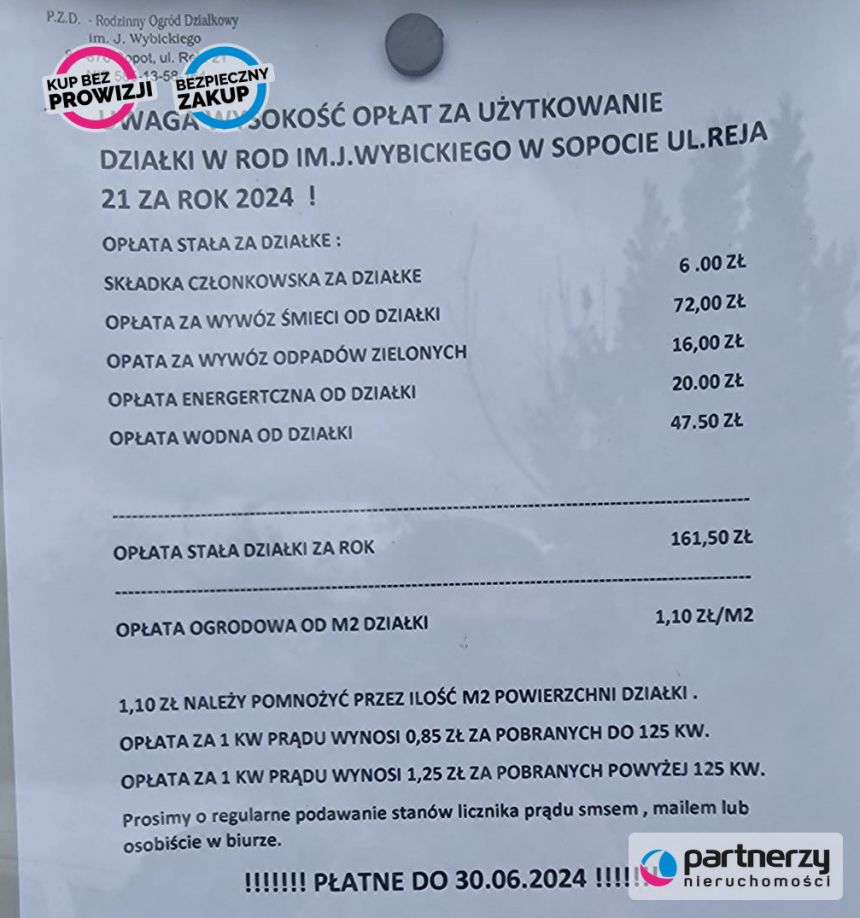 P.Z.D. - Rodzinny Ogród Działkowy
im. J. Wybickiego
opot, ul.
-13-58
KUP BEZ
PROWIZJI
BEZPIECZNY
ZAKUP
UWAGA WYSOKOŚĆ OPŁAT ZA UŻYTKOWANIE
DZIAŁKI W ROD IM.J.WYBICKIEGO W SOPOCIE UL.REJA
21 ZA ROK 2024 !
OPŁATA STAŁA ZA DZIAŁKE :
SKŁADKA CZŁONKOWSKA ZA DZIAŁKE 6 .00 ZŁ
OPŁATA ZA WYWÓZ ŚMIECI OD DZIAŁKI 72,00 ZŁ
OPATA ZA WYWÓZ ODPADÓW ZIELONYCH 16,00 ZŁ
OPŁATA ENERGERTCZNA OD DZIAŁKI 20.00 ZŁ
OPŁATA WODNA OD DZIAŁKI 47.50 ZŁ
OPŁATA STAŁA DZIAŁKI ZA ROK 161,50 ZŁ
OPŁATA OGRODOWA OD M2 DZIAŁKI 1,10 ZŁ/M2
1,10 ZŁ NALEŻY POMNOŻYĆ PRZEZ ILOŚĆ M2 POWIERZCHNI DZIAŁKI .
OPŁATA ZA 1 KW PRĄDU WYNOSI 0,85 ZŁ ZA POBRANYCH DO 125 KW.
OPŁATA ZA 1 KW PRĄDU WYNOSI 1,25 ZŁ ZA POBRANYCH POWYŻEJ 125 KW.
Prosimy o regularne podawanie stanów licznika prądu smsem , mailem lub
osobiście w biurze.
!!!!!!! PŁATNE DO 30.06.2024 !!!!!!!
partnerzy
nieruchomości